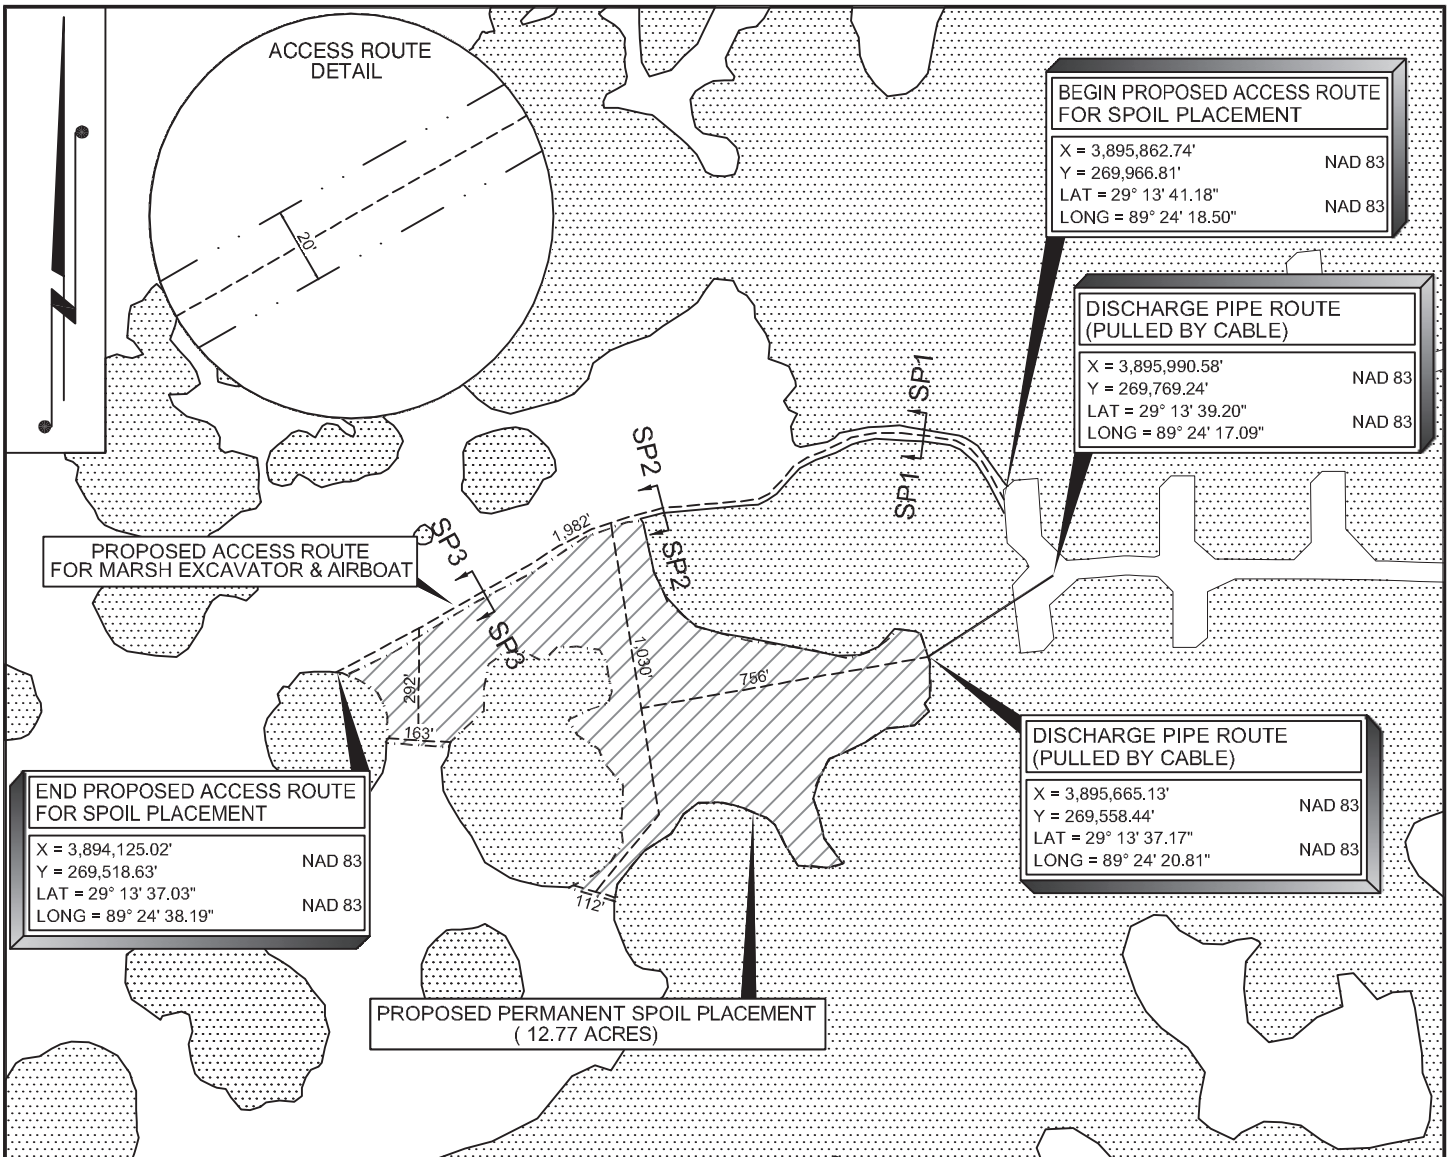 ACCESS ROUTE
DETAIL
20'
BEGIN PROPOSED ACCESS ROUTE
FOR SPOIL PLACEMENT
X = 3,895,862.74'
NAD 83
Y = 269,966.81'
LAT = 29° 13' 41.18"
NAD 83
LONG = 89° 24' 18.50"
DISCHARGE PIPE ROUTE
(PULLED BY CABLE)
X = 3,895,990.58'
NAD 83
Y = 269,769.24'
LAT = 29° 13' 39.20"
NAD 83
LONG = 89° 24' 17.09"
SP1
SP1
SP2
SP2
SP3
SP3
1,982'
PROPOSED ACCESS ROUTE
FOR MARSH EXCAVATOR & AIRBOAT
1,030'
756'
292'
163'
112'
DISCHARGE PIPE ROUTE
(PULLED BY CABLE)
X = 3,895,665.13'
NAD 83
Y = 269,558.44'
LAT = 29° 13' 37.17"
NAD 83
LONG = 89° 24' 20.81"
END PROPOSED ACCESS ROUTE
FOR SPOIL PLACEMENT
X = 3,894,125.02'
NAD 83
Y = 269,518.63'
LAT = 29° 13' 37.03"
NAD 83
LONG = 89° 24' 38.19"
PROPOSED PERMANENT SPOIL PLACEMENT
( 12.77 ACRES)